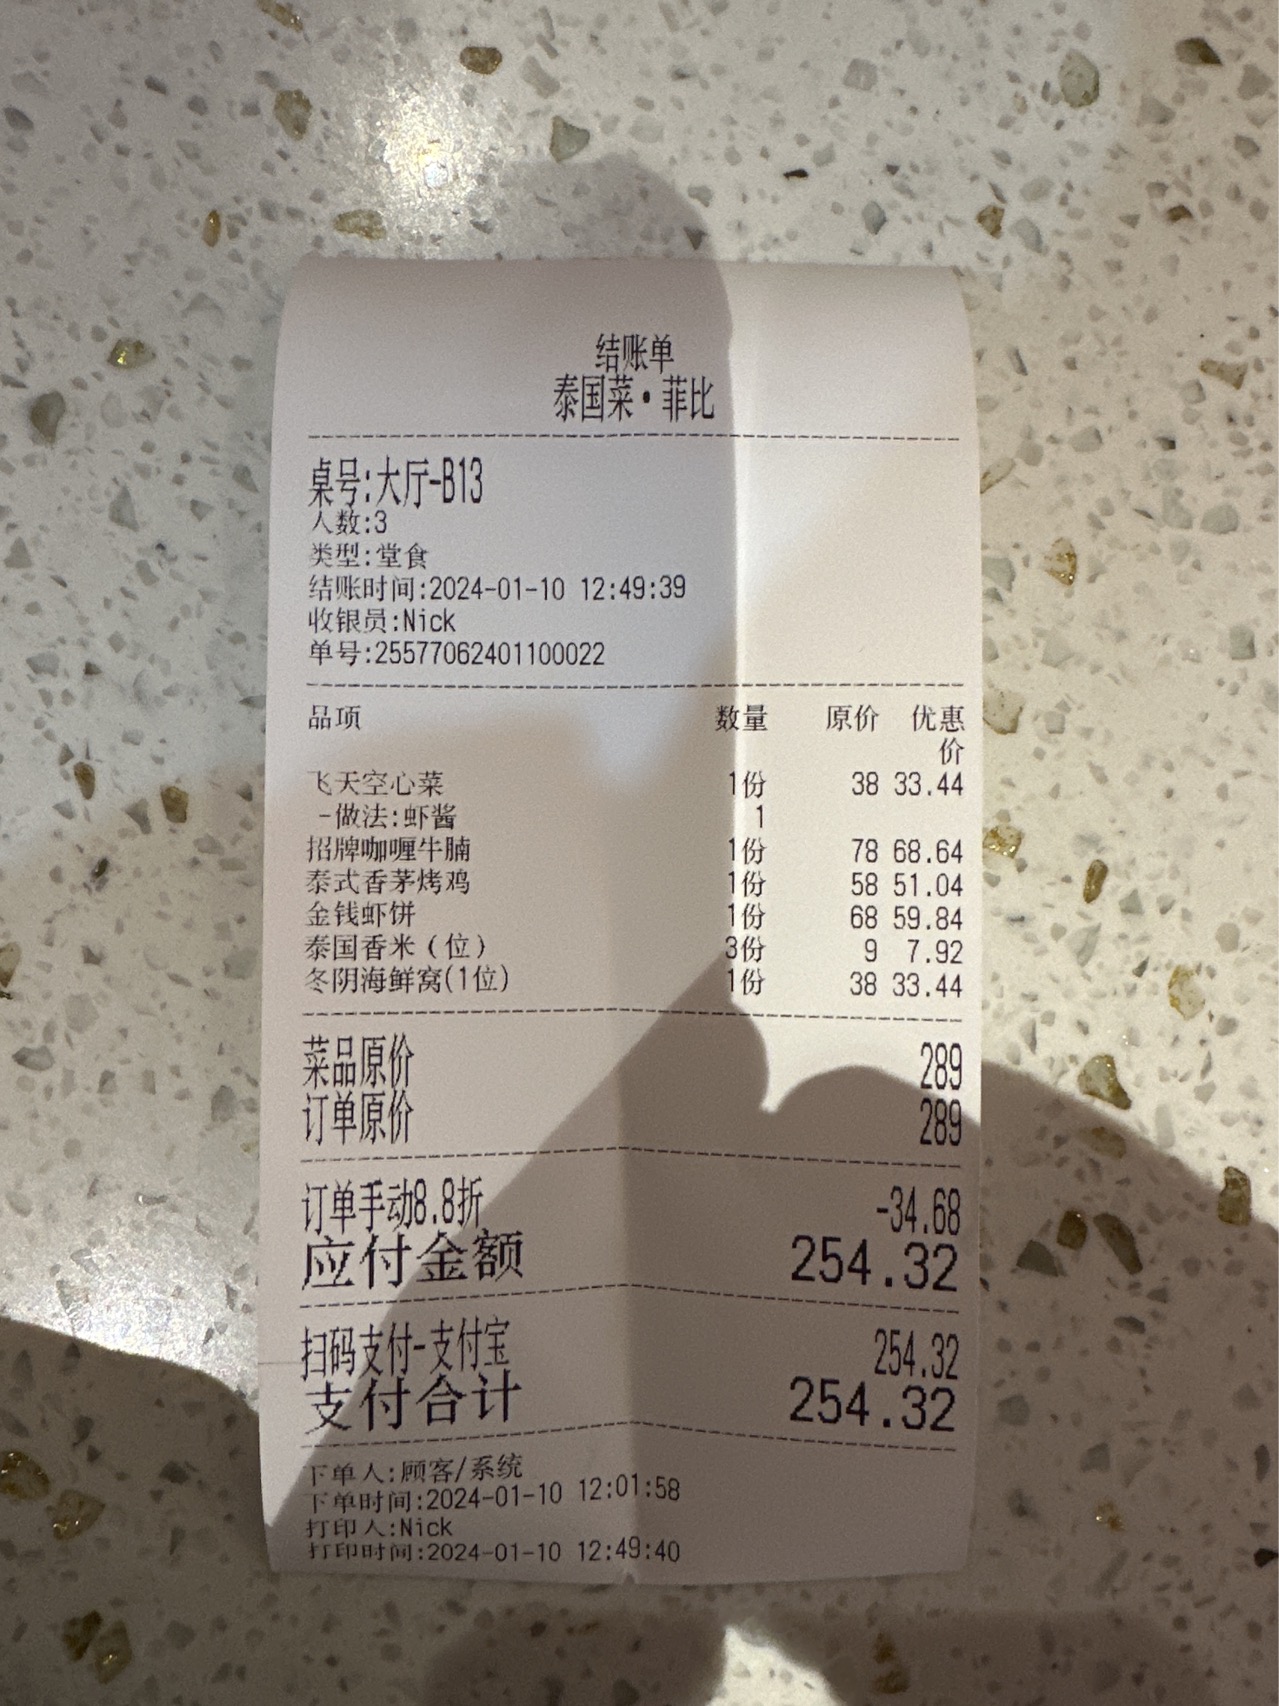 结账单
泰国菜·菲比
桌号:大厅-B13
人数:3
类型:堂食
结账时间:2024-01-10 12:49:39
收银员:Nick
单号:25577062401100022
品项 数量 原价 优惠
价
飞天空心菜 1份 38 33.44
-做法:虾酱 1
招牌咖喱牛腩 1份 78 68.64
泰式香茅烤鸡 1份 58 51.04
金钱虾饼 1份 68 59.84
泰国香米（位） 3份 9 7.92
冬阴海鲜窝(1位) 1份 38 33.44
菜品原价 289
订单原价 289
订单手动8.8折 -34.68
应付金额 254.32
扫码支付-支付宝 254.32
支付合计 254.32
下单人:顾客/系统
下单时间:2024-01-10 12:01:58
打印人:Nick
打印时间:2024-01-10 12:49:40